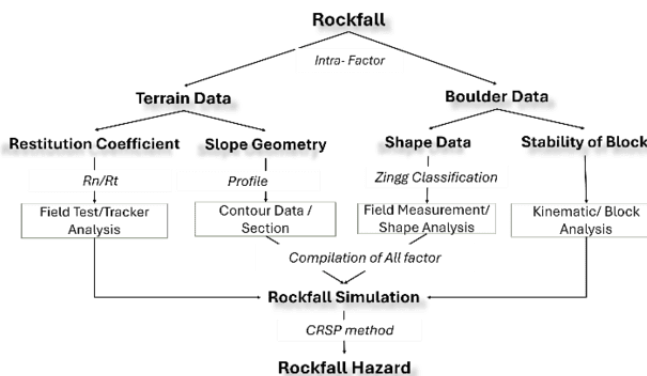 Rockfall
Intra- Factor
Terrain Data
Boulder Data
Restitution Coefficient
Slope Geometry
Shape Data
Stability of Block
Rn/Rt
Profile
Zingg Classification
Field Test/Tracker
Analysis
Contour Data /
Section
Field Measurement/
Shape Analysis
Kinematic/ Block
Analysis
Compilation of All factor
Rockfall Simulation
CRSP method
Rockfall Hazard